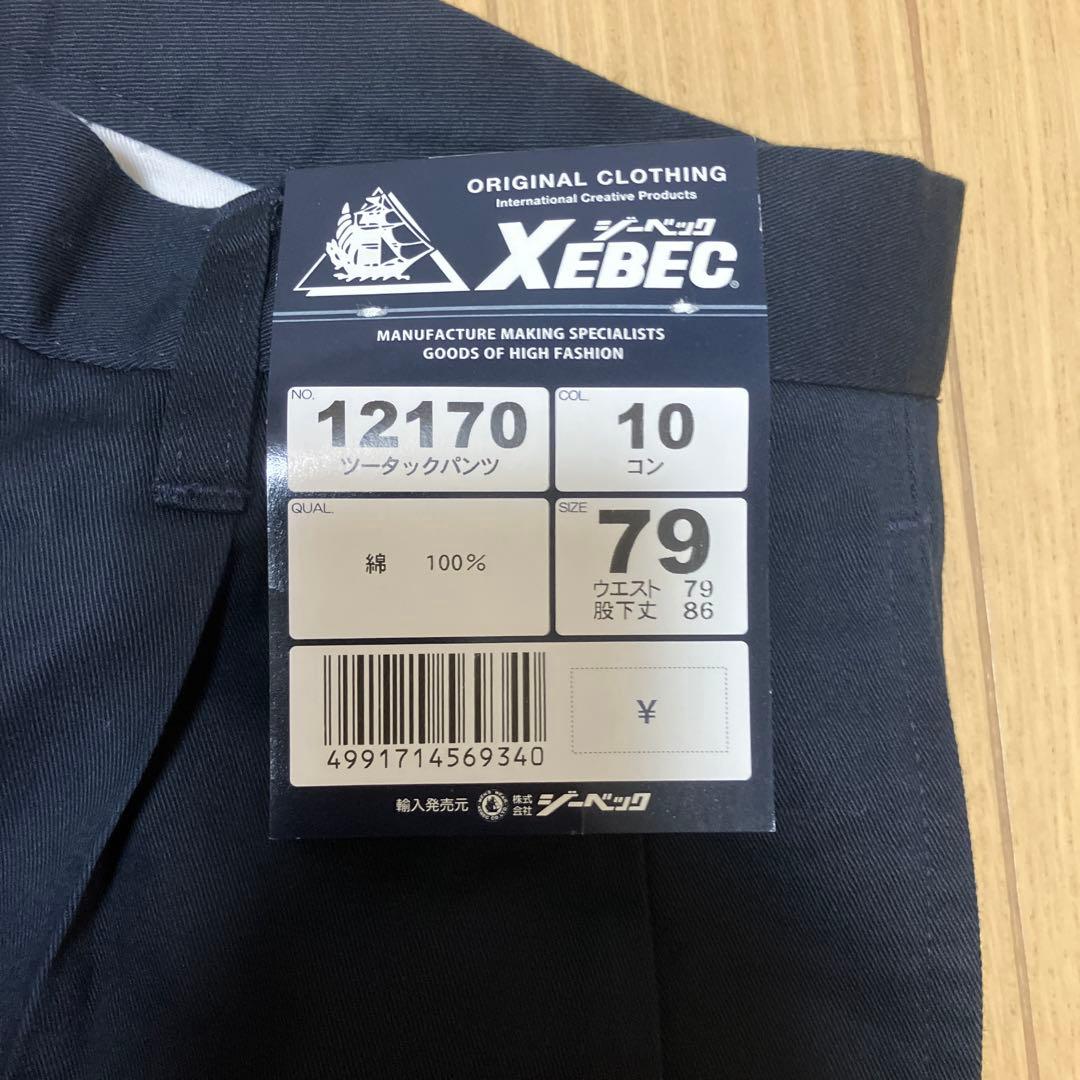 ORIGINAL CLOTHING
International Creative Products
ジーベック
XEBEC®
MANUFACTURE MAKING SPECIALISTS
GOODS OF HIGH FASHION
NO.
12170
ツータックパンツ
COL.
10
コン
QUAL.
綿 100%
SIZE
79
ウエスト 79
股下丈 86
4991714569340
¥
輸入発売元 株式会社 ジーベック